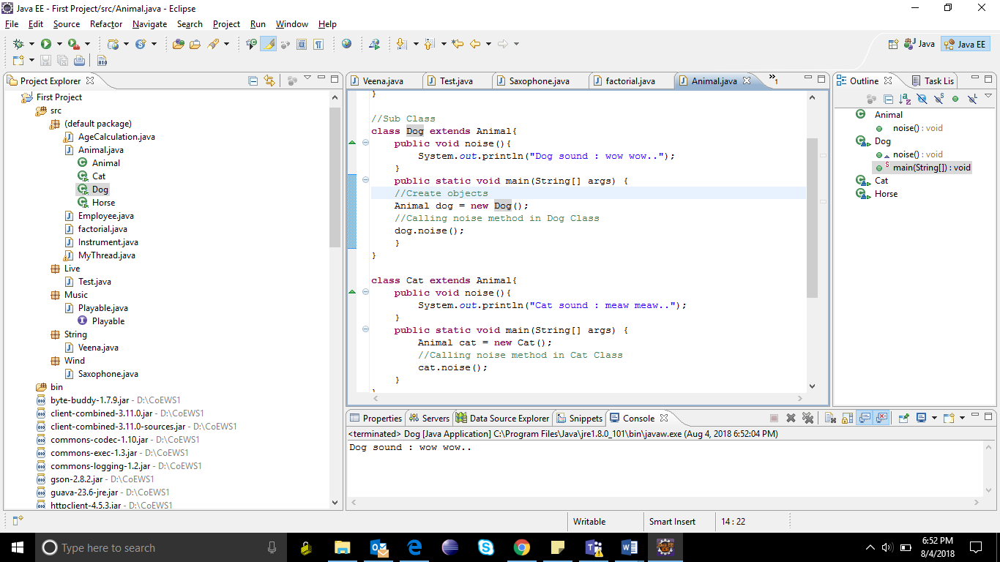 Java EE - First Project/src/Animal.java - Eclipse
File Edit Source Refactor Navigate Search Project Run Window Help
Java Java EE
Project Explorer
First Project
src
(default package)
AgeCalculation.java
Animal.java
Animal
Cat
Dog
Horse
Employee.java
factorial.java
Instrument.java
MyThread.java
Live
Test.java
Music
Playable.java
Playable
String
Veena.java
Wind
Saxophone.java
bin
byte-buddy-1.7.9.jar - D:\CoEWS1
client-combined-3.11.0.jar - D:\CoEWS1
client-combined-3.11.0-sources.jar - D:\CoEWS1
commons-codec-1.10.jar - D:\CoEWS1
commons-exec-1.3.jar - D:\CoEWS1
commons-logging-1.2.jar - D:\CoEWS1
gson-2.8.2.jar - D:\CoEWS1
guava-23.6-jre.jar - D:\CoEWS1
httpclient-4.5.3.jar - D:\CoEWS1
Veena.java Test.java Saxophone.java factorial.java Animal.java »1
}
//Sub Class
class Dog extends Animal{
public void noise(){
System.out.println("Dog sound : wow wow..");
}
public static void main(String[] args) {
//Create objects
Animal dog = new Dog();
//Calling noise method in Dog Class
dog.noise();
}
}
class Cat extends Animal{
public void noise(){
System.out.println("Cat sound : meaw meaw..");
}
public static void main(String[] args) {
Animal cat = new Cat();
//Calling noise method in Cat Class
cat.noise();
}
}
Outline Task Lis
Animal
noise() : void
Dog
noise() : void
main(String[]) : void
Cat
Horse
Properties Servers Data Source Explorer Snippets Console
<terminated> Dog [Java Application] C:\Program Files\Java\jre1.8.0_101\bin\javaw.exe (Aug 4, 2018 6:52:04 PM)
Dog sound : wow wow..
Writable Smart Insert 14 : 22
Type here to search
6:52 PM
8/4/2018